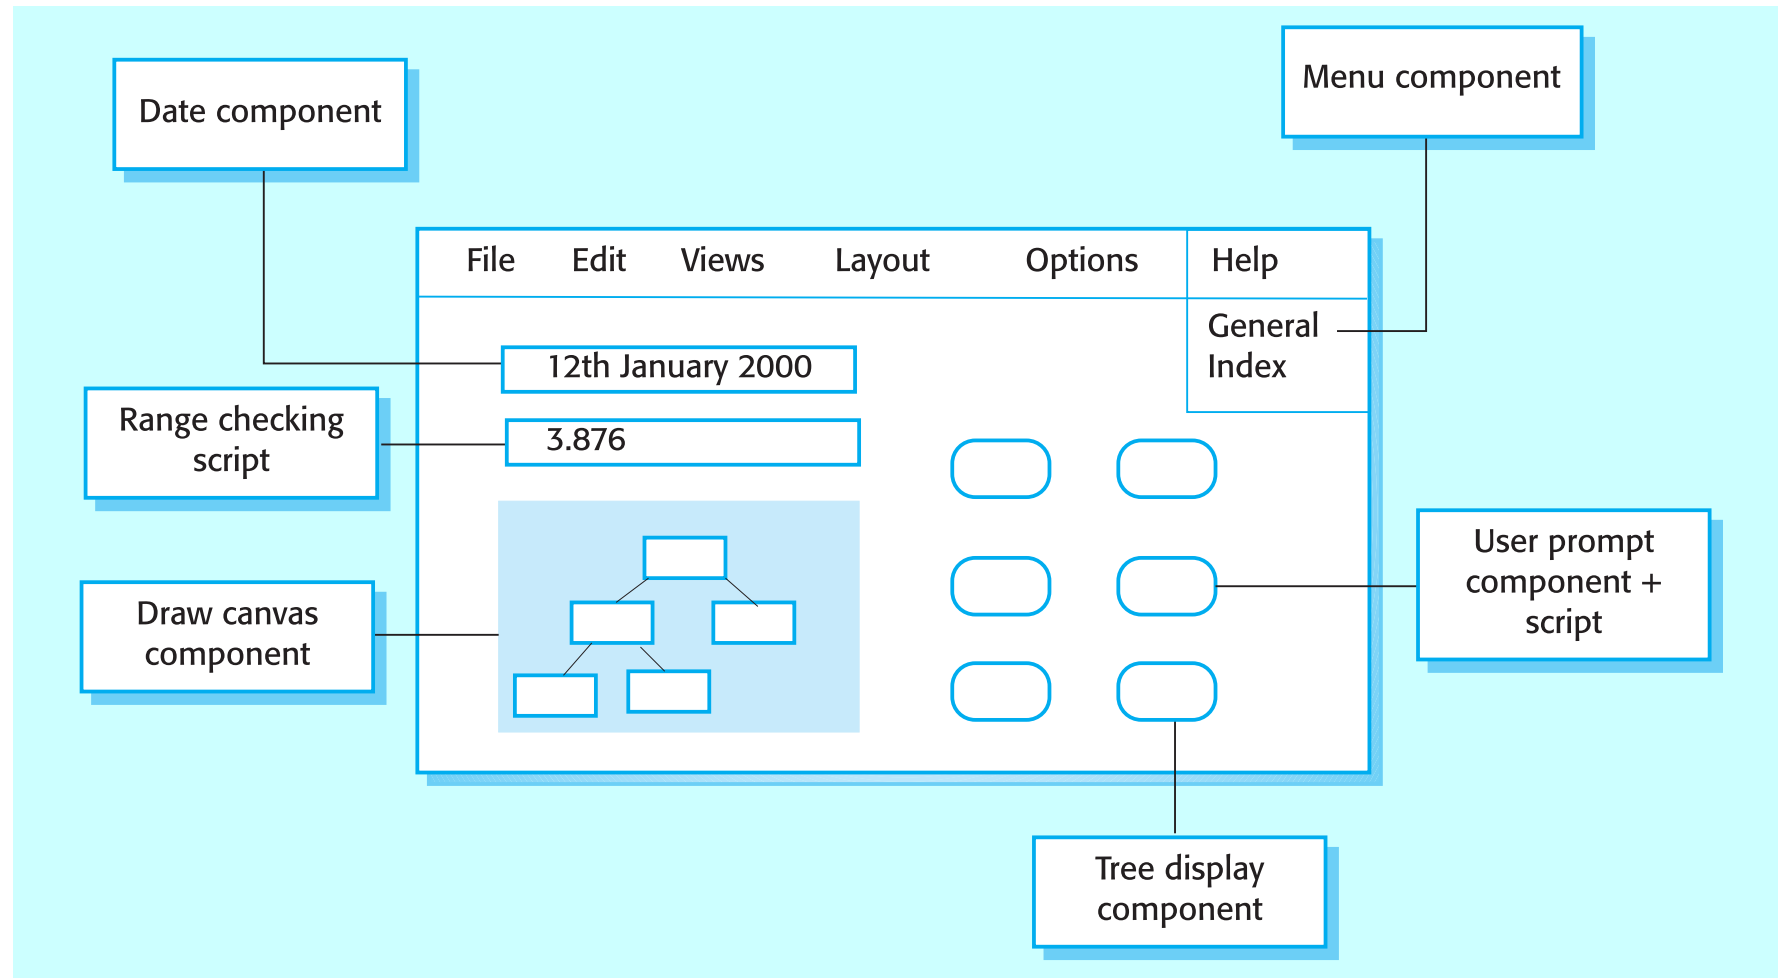 Menu component
Date component
File Edit Views Layout Options Help
General
Index
12th January 2000
Range checking
script
3.876
User prompt
component +
script
Draw canvas
component
Tree display
component